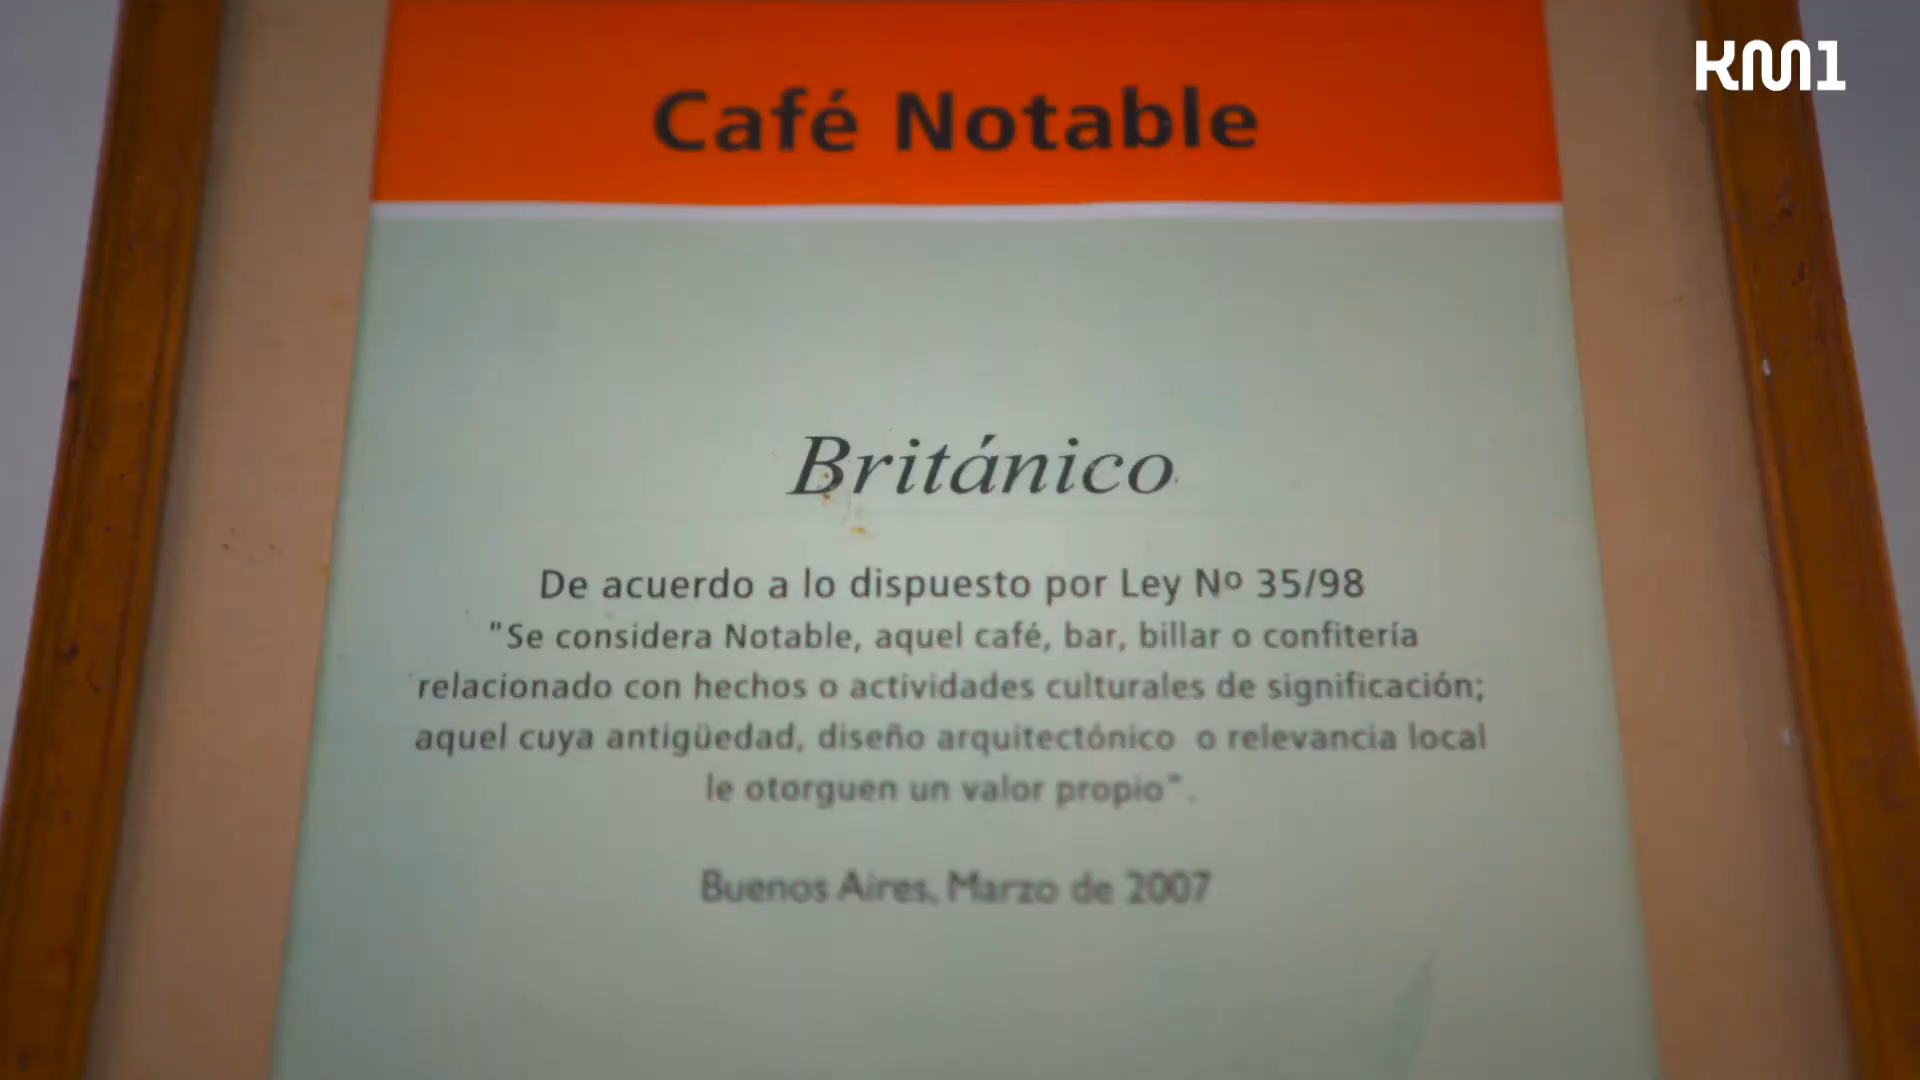 KM1
Café Notable
Británico
De acuerdo a lo dispuesto por Ley Nº 35/98
"Se considera Notable, aquel café, bar, billar o confitería
relacionado con hechos o actividades culturales de significación;
aquel cuya antigüedad, diseño arquitectónico o relevancia local
le otorguen un valor propio".
Buenos Aires, Marzo de 2007